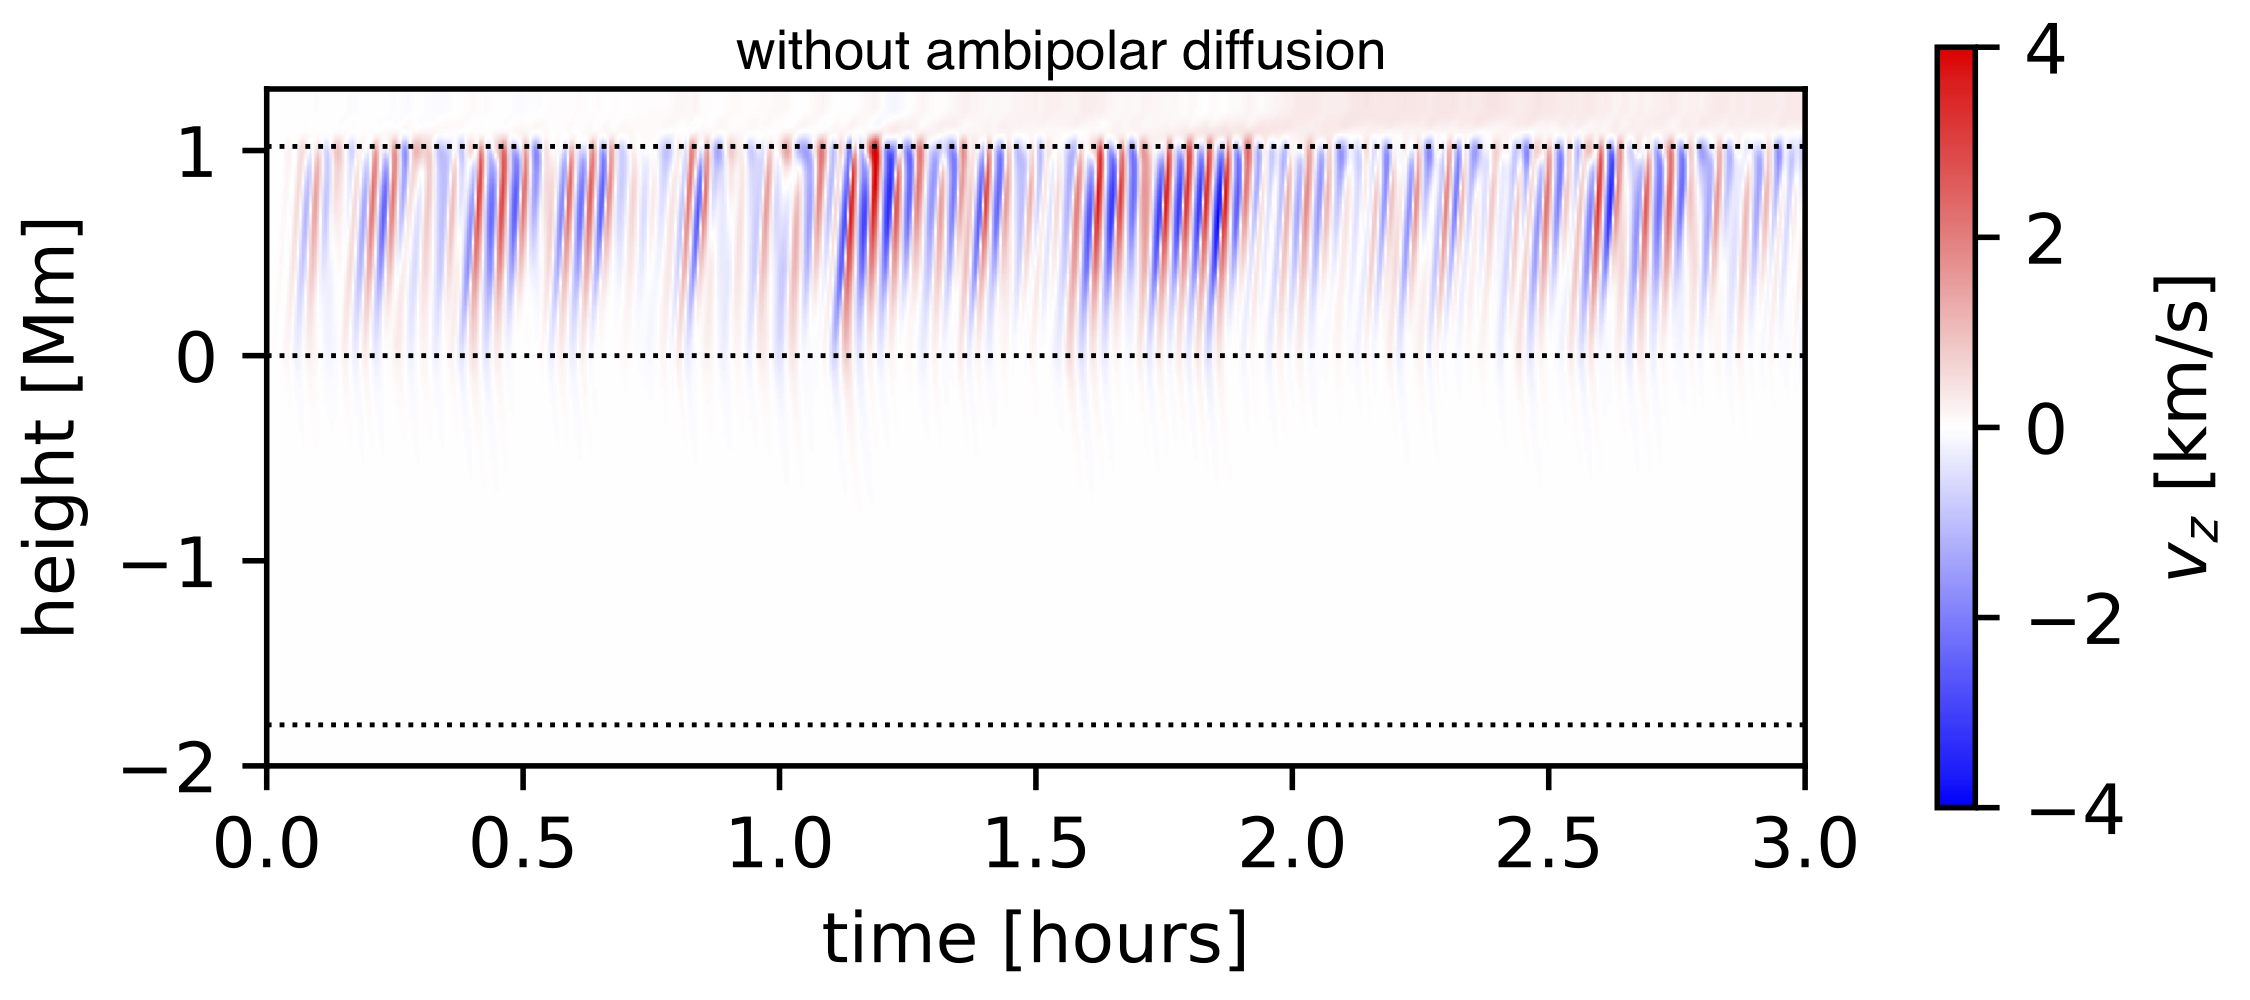 without ambipolar diffusion
height [Mm]
1
0
−1
−2
0.0 0.5 1.0 1.5 2.0 2.5 3.0
time [hours]
4
2
0
−2
−4
vz [km/s]